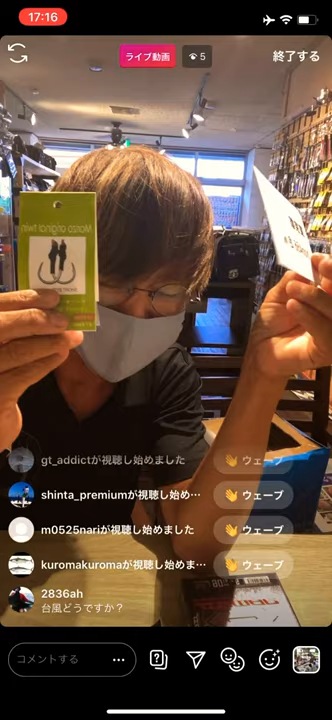 17:16
ライブ動画
5
終了する
Manzo original twin
gt_addictが視聴し始めました
ウェーブ
shinta_premiumが視聴し始め…
ウェーブ
m0525nariが視聴し始めました
ウェーブ
kuromakuromaが視聴し始めま…
ウェーブ
2836ah
台風どうですか？
コメントする